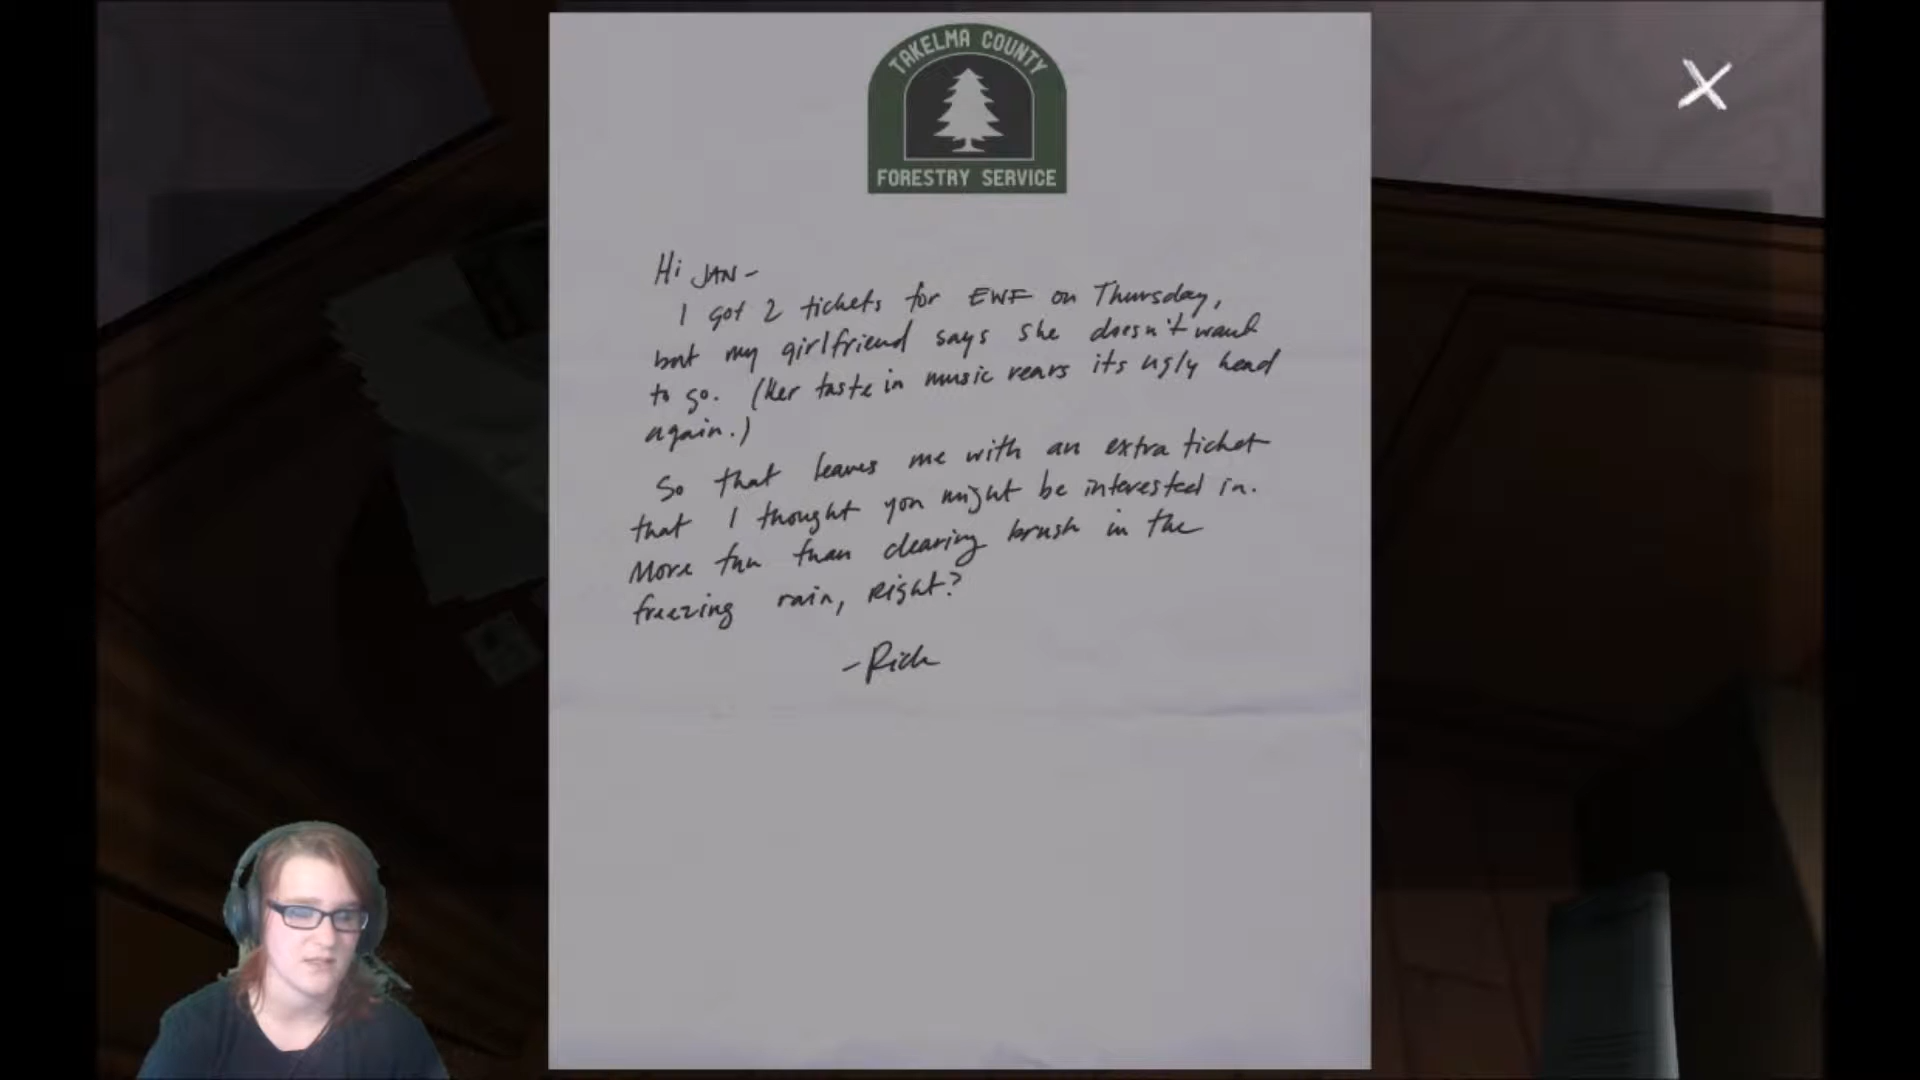 TAKELMA COUNTY
FORESTRY SERVICE
Hi JAN-
I got 2 tickets for EWF on Thursday,
but my girlfriend says she doesn't want
to go. (Her taste in music rears its ugly head
again.)
So that leaves me with an extra ticket
that I thought you might be interested in.
More fun than clearing brush in the
freezing rain, Right?
-Rich